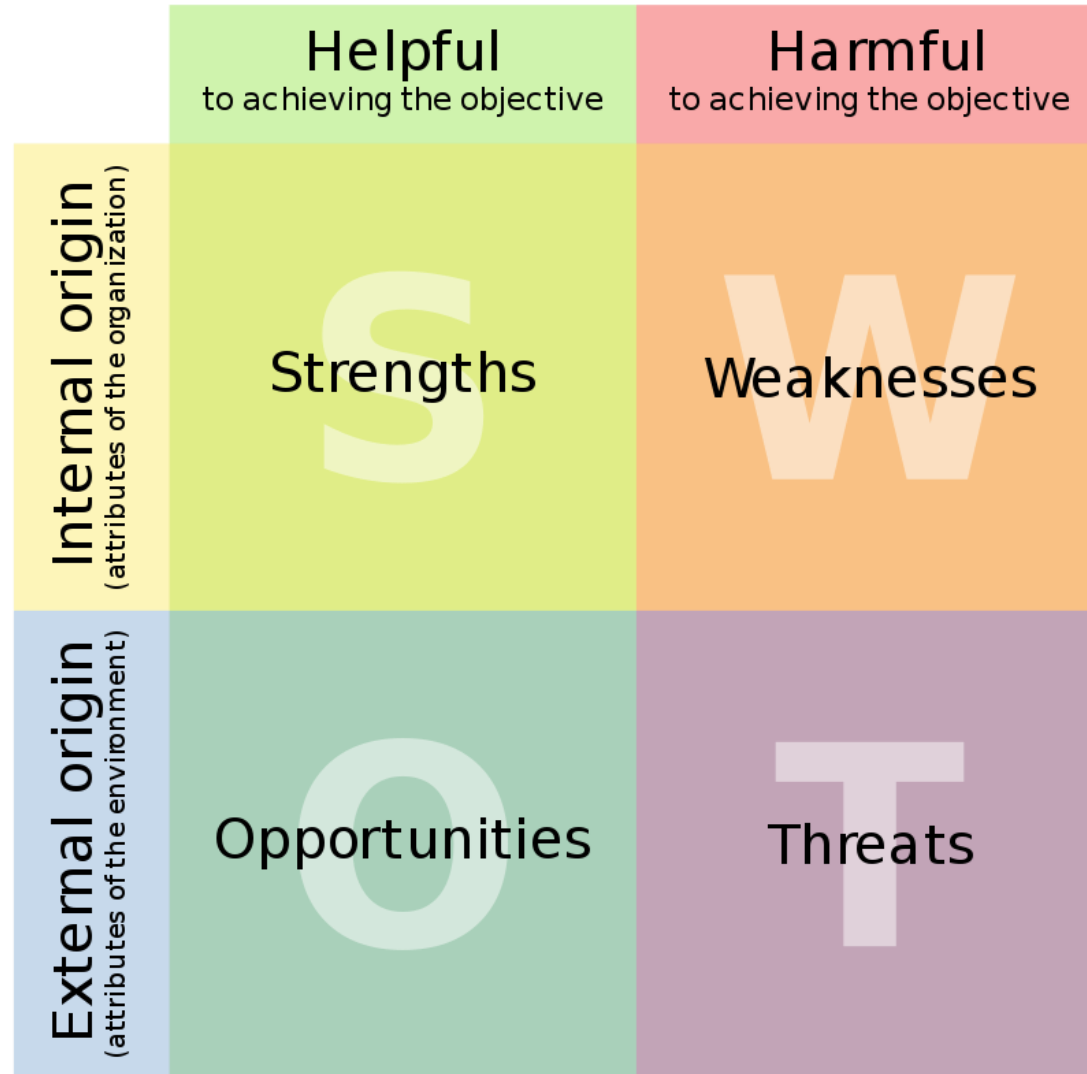 Helpful
to achieving the objective
Harmful
to achieving the objective
Internal origin
(attributes of the organization)
S
Strengths
W
Weaknesses
External origin
(attributes of the environment)
O
Opportunities
T
Threats